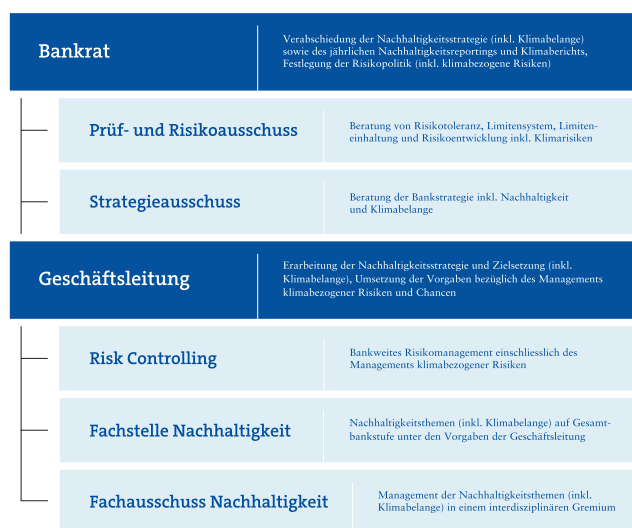 Bankrat
Verabschiedung der Nachhaltigkeitsstrategie (inkl. Klimabelange)
sowie des jährlichen Nachhaltigkeitsreportings und Klimaberichts,
Festlegung der Risikopolitik (inkl. klimabezogene Risiken)
Prüf- und Risikoausschuss
Beratung von Risikotoleranz, Limitensystem, Limiten-
einhaltung und Risikoentwicklung inkl. Klimarisiken
Strategieausschuss
Beratung der Bankstrategie inkl. Nachhaltigkeit
und Klimabelange
Geschäftsleitung
Erarbeitung der Nachhaltigkeitsstrategie und Zielsetzung (inkl.
Klimabelange), Umsetzung der Vorgaben bezüglich des Managements
klimabezogener Risiken und Chancen
Risk Controlling
Bankweites Risikomanagement einschliesslich des
Managements klimabezogener Risiken
Fachstelle Nachhaltigkeit
Nachhaltigkeitsthemen (inkl. Klimabelange) auf Gesamt-
bankstufe unter den Vorgaben der Geschäftsleitung
Fachausschuss Nachhaltigkeit
Management der Nachhaltigkeitsthemen (inkl.
Klimabelange) in einem interdisziplinären Gremium